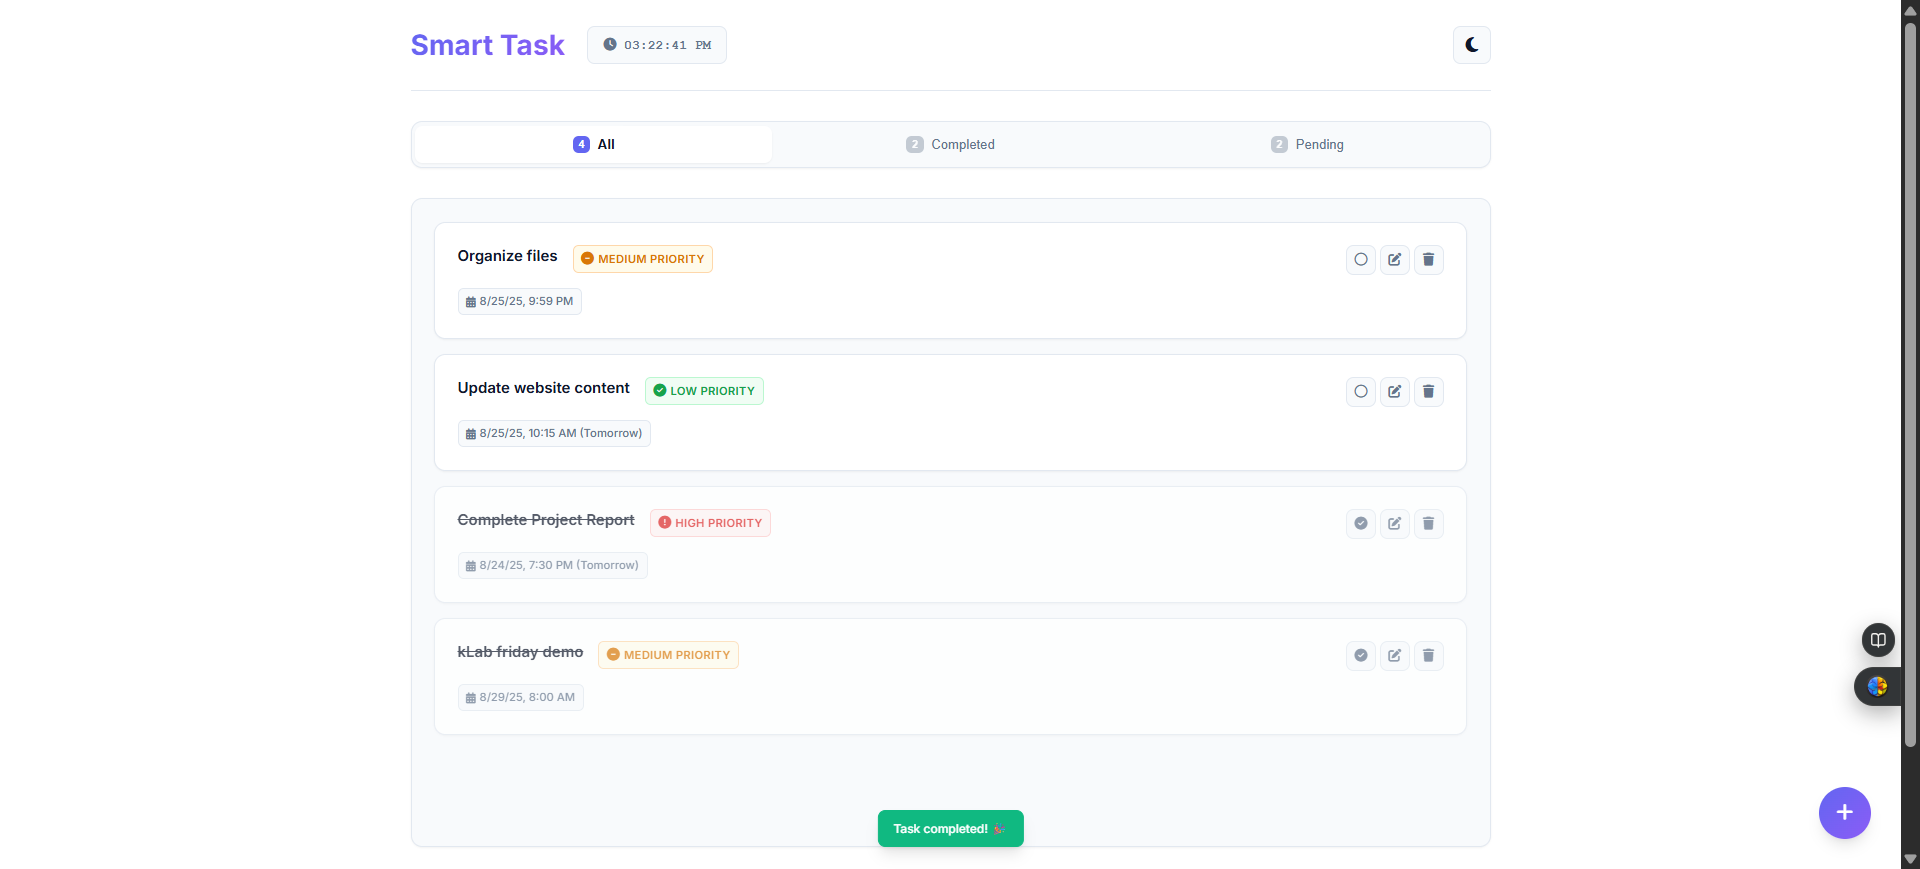 Smart Task
03:22:41 PM
4 All
2 Completed
2 Pending
Organize files
MEDIUM PRIORITY
8/25/25, 9:59 PM
Update website content
LOW PRIORITY
8/25/25, 10:15 AM (Tomorrow)
Complete Project Report
HIGH PRIORITY
8/24/25, 7:30 PM (Tomorrow)
kLab friday demo
MEDIUM PRIORITY
8/29/25, 8:00 AM
Task completed! 🎉